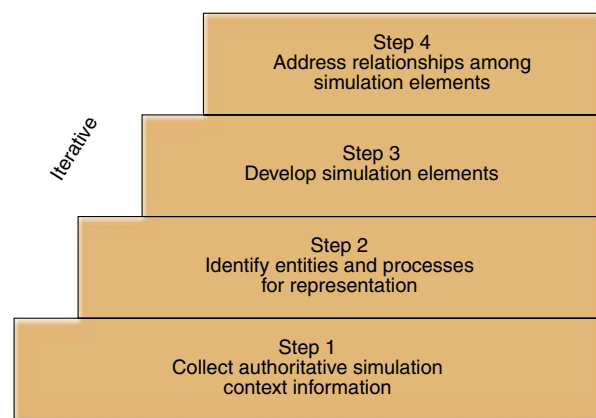 Step 4
Address relationships among
simulation elements
Iterative
Step 3
Develop simulation elements
Step 2
Identify entities and processes
for representation
Step 1
Collect authoritative simulation
context information